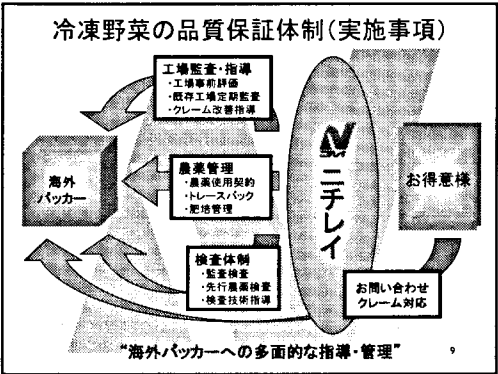 冷凍野菜の品質保証体制(実施事項)
工場監査・指導
・工場事前評価
・既存工場定期監査
・クレーム改善指導
海外
パッカー
農薬管理
・農薬使用契約
・トレースバック
・肥培管理
検査体制
・監査検査
・先行農薬検査
・検査技術指導
ニチレイ
お得意様
お問い合わせ
クレーム対応
“海外パッカーへの多面的な指導・管理”
9